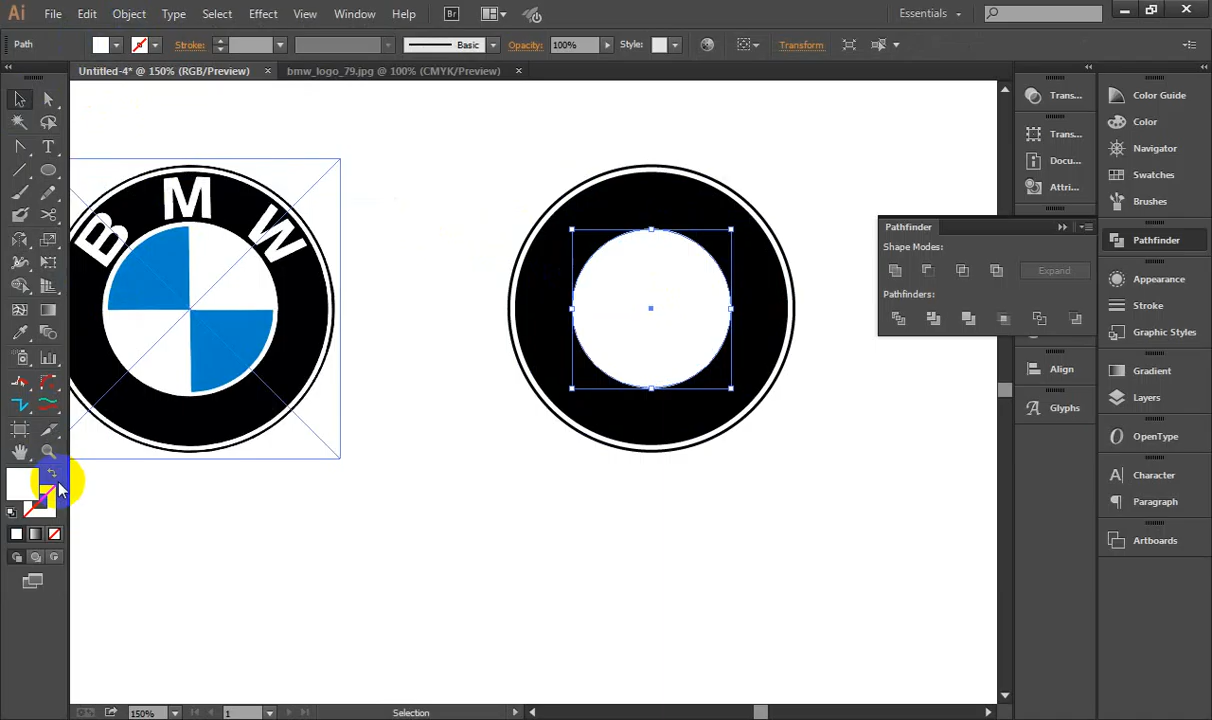 Ai File Edit Object Type Select Effect View Window Help Br Essentials
Path Stroke: Basic Opacity: 100% Style: Transform
Untitled-4* @ 150% (RGB/Preview) × bmw_logo_79.jpg @ 100% (CMYK/Preview) ×
Trans... Color Guide
Color
Trans... Navigator
Docu... Swatches
Attri... Brushes
B M W
Pathfinder
Shape Modes:
Expand
Pathfinders:
Pathfinder
Appearance
Stroke
Graphic Styles
Align Gradient
Layers
Glyphs
OpenType
Character
Paragraph
Artboards
150% 1 Selection